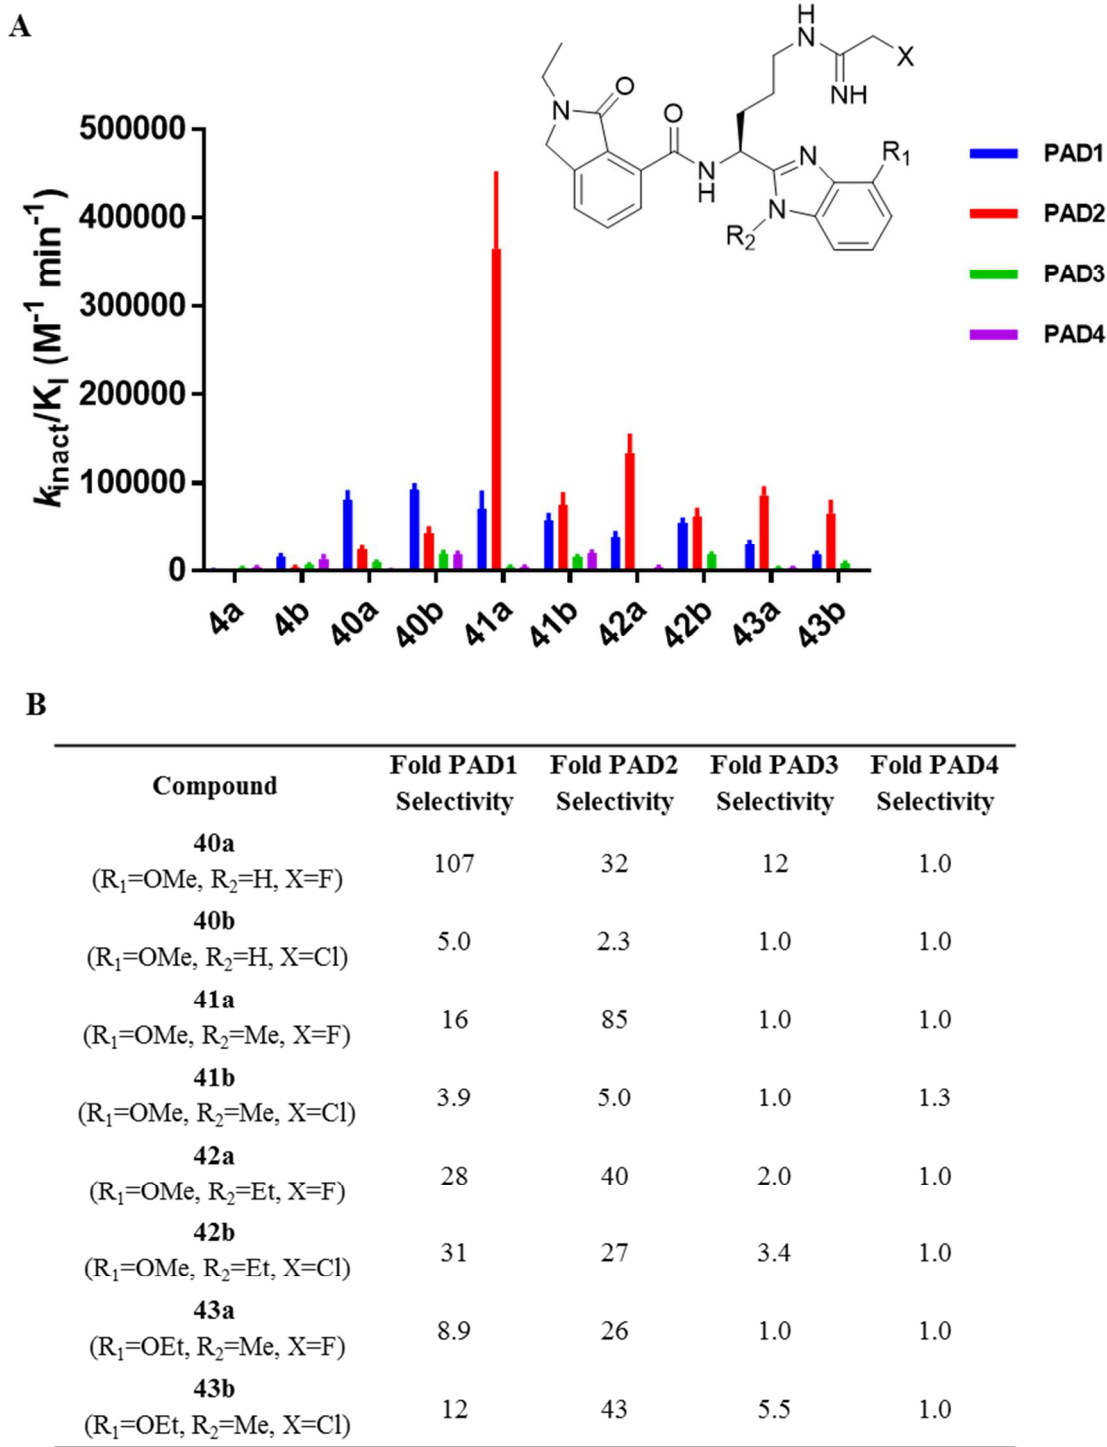 A
H
N
X
NH
N
O
O
N
H
N
N
R1
R2
PAD1
PAD2
PAD3
PAD4
kinact/KI (M-1 min-1)
500000
400000
300000
200000
100000
0
4a 4b 40a 40b 41a 41b 42a 42b 43a 43b
B
Compound Fold PAD1 Selectivity Fold PAD2 Selectivity Fold PAD3 Selectivity Fold PAD4 Selectivity
40a
(R1=OMe, R2=H, X=F) 107 32 12 1.0
40b
(R1=OMe, R2=H, X=Cl) 5.0 2.3 1.0 1.0
41a
(R1=OMe, R2=Me, X=F) 16 85 1.0 1.0
41b
(R1=OMe, R2=Me, X=Cl) 3.9 5.0 1.0 1.3
42a
(R1=OMe, R2=Et, X=F) 28 40 2.0 1.0
42b
(R1=OMe, R2=Et, X=Cl) 31 27 3.4 1.0
43a
(R1=OEt, R2=Me, X=F) 8.9 26 1.0 1.0
43b
(R1=OEt, R2=Me, X=Cl) 12 43 5.5 1.0